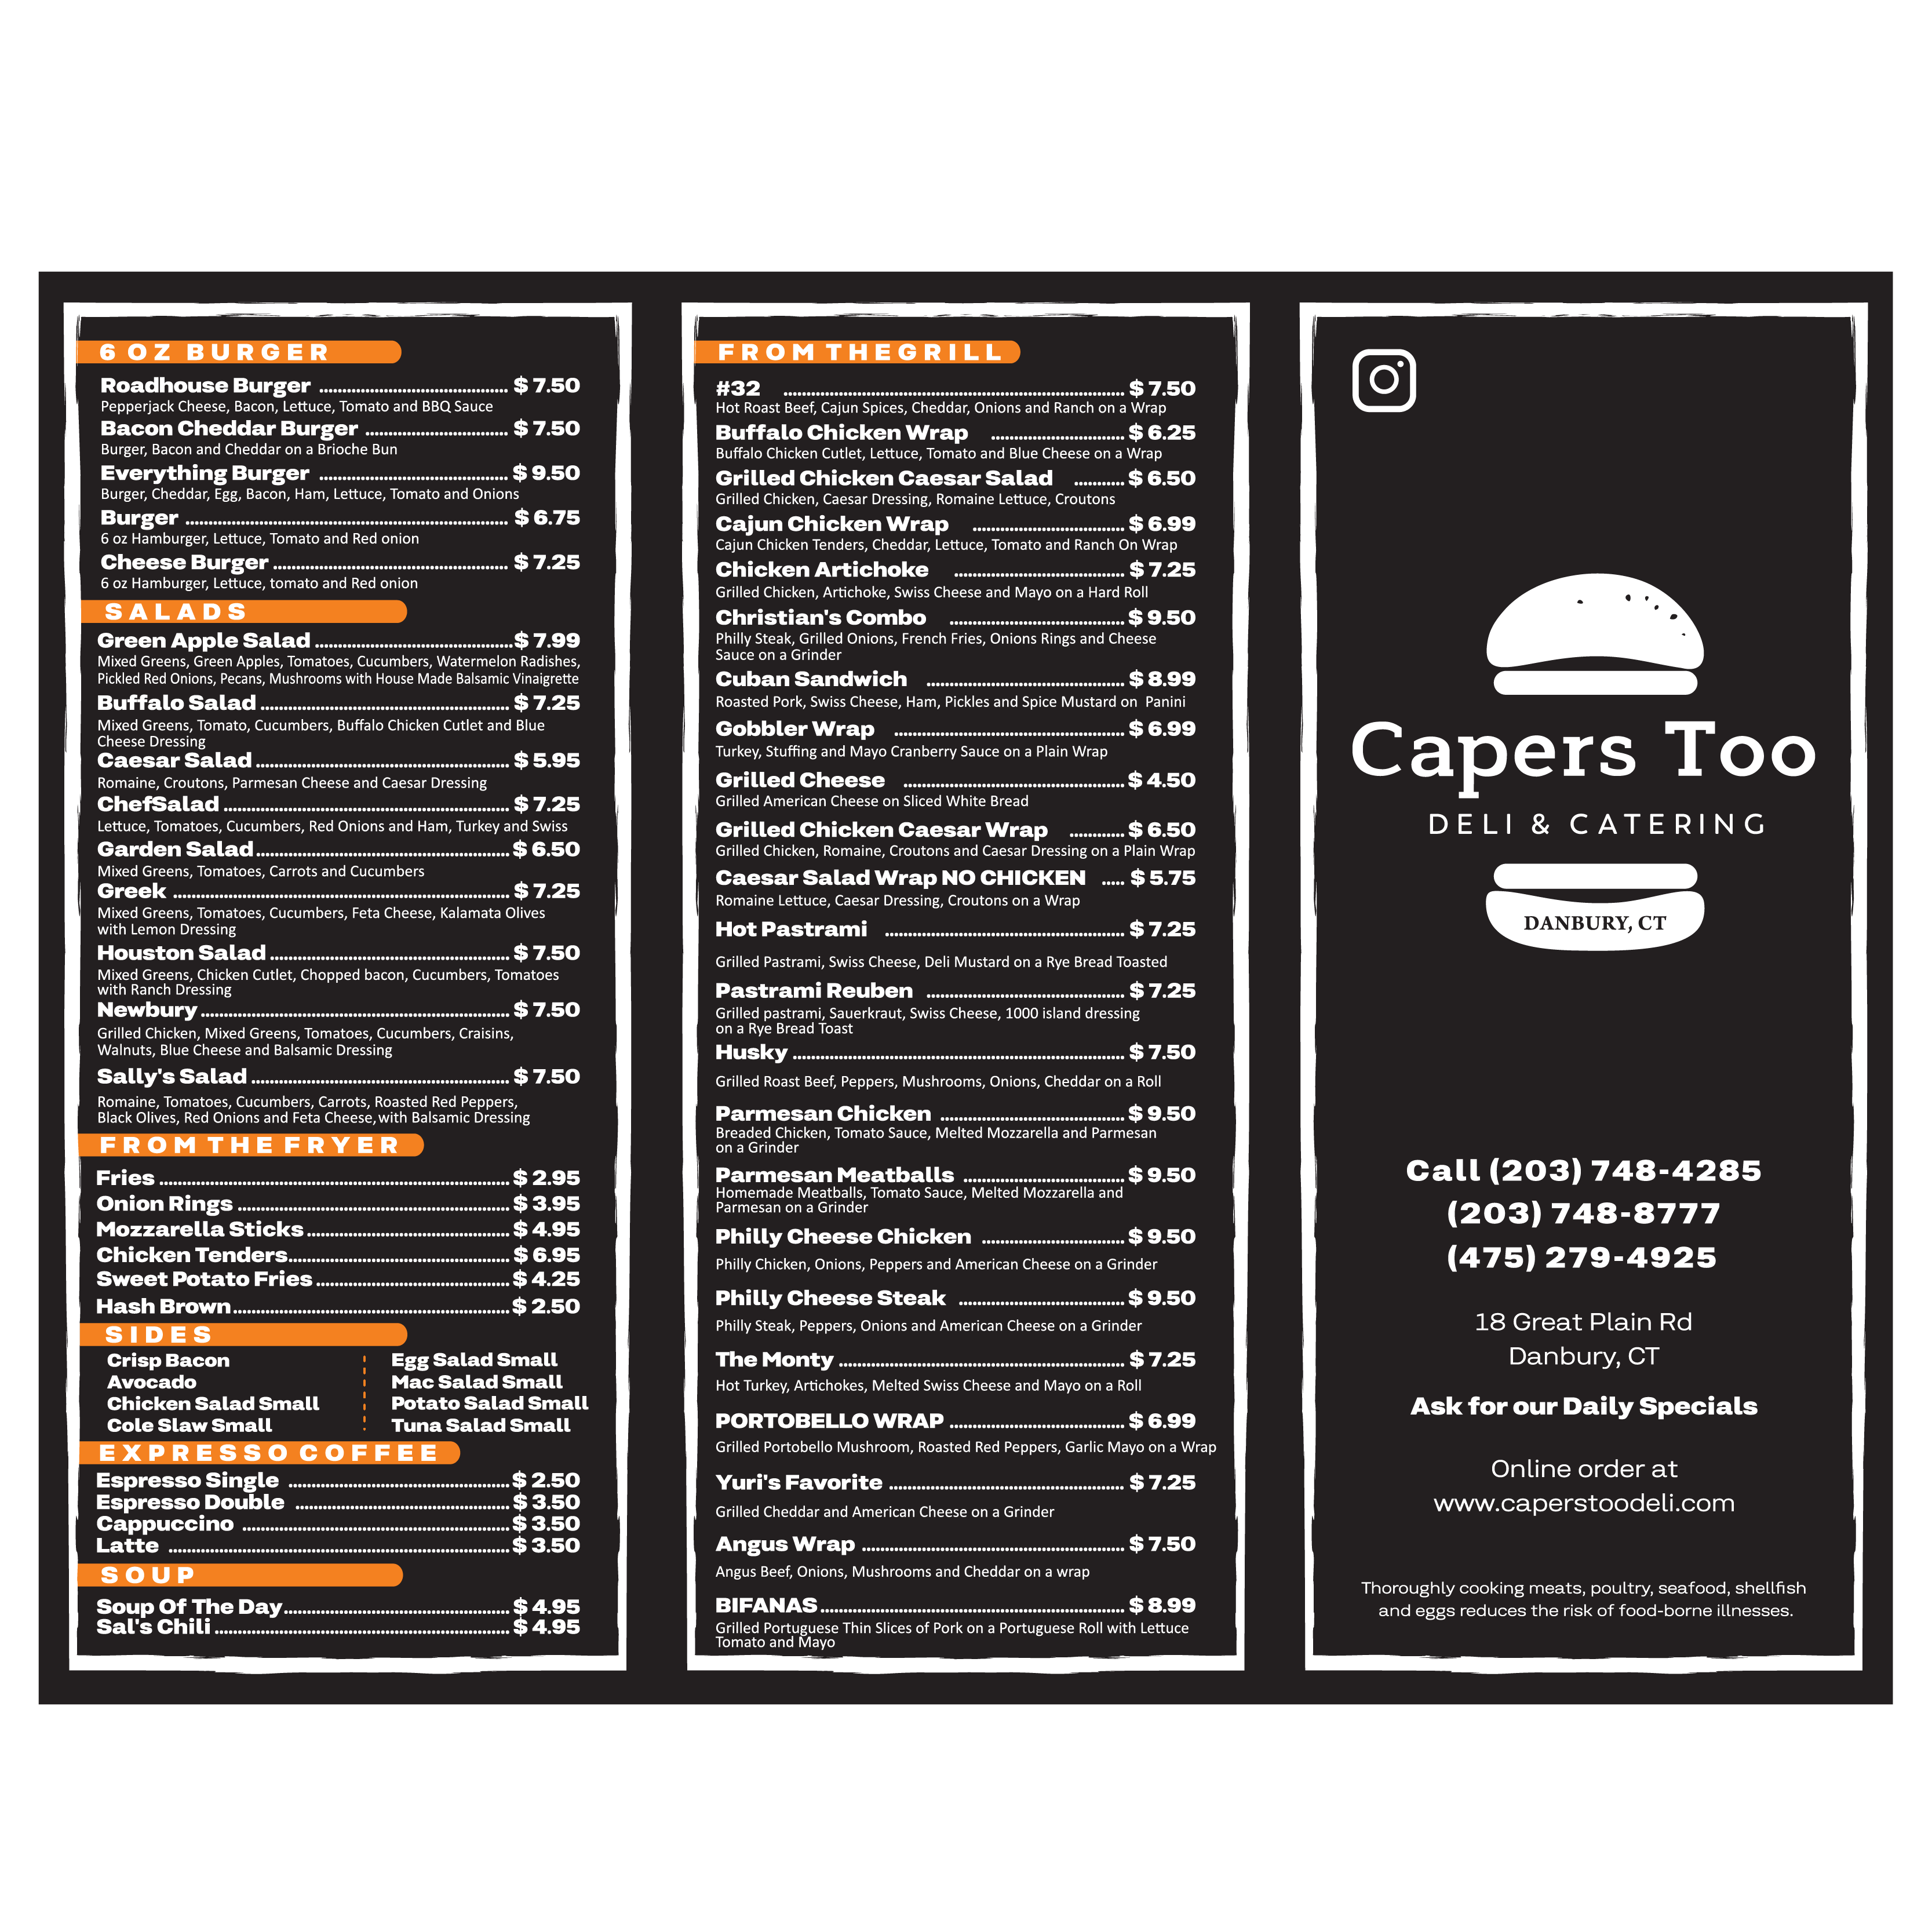 6 OZ BURGER
Roadhouse Burger ........ $ 7.50
Pepperjack Cheese, Bacon, Lettuce, Tomato and BBQ Sauce
Bacon Cheddar Burger ........ $ 7.50
Burger, Bacon and Cheddar on a Brioche Bun
Everything Burger ........ $ 9.50
Burger, Cheddar, Egg, Bacon, Ham, Lettuce, Tomato and Onions
Burger ........ $ 6.75
6 oz Hamburger, Lettuce, Tomato and Red onion
Cheese Burger ........ $ 7.25
6 oz Hamburger, Lettuce, tomato and Red onion
SALADS
Green Apple Salad ........ $ 7.99
Mixed Greens, Green Apples, Tomatoes, Cucumbers, Watermelon Radishes,
Pickled Red Onions, Pecans, Mushrooms with House Made Balsamic Vinaigrette
Buffalo Salad ........ $ 7.25
Mixed Greens, Tomato, Cucumbers, Buffalo Chicken Cutlet and Blue
Cheese Dressing
Caesar Salad ........ $ 5.95
Romaine, Croutons, Parmesan Cheese and Caesar Dressing
ChefSalad ........ $ 7.25
Lettuce, Tomatoes, Cucumbers, Red Onions and Ham, Turkey and Swiss
Garden Salad ........ $ 6.50
Mixed Greens, Tomatoes, Carrots and Cucumbers
Greek ........ $ 7.25
Mixed Greens, Tomatoes, Cucumbers, Feta Cheese, Kalamata Olives
with Lemon Dressing
Houston Salad ........ $ 7.50
Mixed Greens, Chicken Cutlet, Chopped bacon, Cucumbers, Tomatoes
with Ranch Dressing
Newbury ........ $ 7.50
Grilled Chicken, Mixed Greens, Tomatoes, Cucumbers, Craisins,
Walnuts, Blue Cheese and Balsamic Dressing
Sally's Salad ........ $ 7.50
Romaine, Tomatoes, Cucumbers, Carrots, Roasted Red Peppers,
Black Olives, Red Onions and Feta Cheese, with Balsamic Dressing
FROM THE FRYER
Fries ........ $ 2.95
Onion Rings ........ $ 3.95
Mozzarella Sticks ........ $ 4.95
Chicken Tenders ........ $ 6.95
Sweet Potato Fries ........ $ 4.25
Hash Brown ........ $ 2.50
SIDES
Crisp Bacon
Avocado
Chicken Salad Small
Cole Slaw Small
Egg Salad Small
Mac Salad Small
Potato Salad Small
Tuna Salad Small
EXPRESSO COFFEE
Espresso Single ........ $ 2.50
Espresso Double ........ $ 3.50
Cappuccino ........ $ 3.50
Latte ........ $ 3.50
SOUP
Soup Of The Day ........ $ 4.95
Sal's Chili ........ $ 4.95
FROM THEGRILL
#32 ........ $ 7.50
Hot Roast Beef, Cajun Spices, Cheddar, Onions and Ranch on a Wrap
Buffalo Chicken Wrap ........ $ 6.25
Buffalo Chicken Cutlet, Lettuce, Tomato and Blue Cheese on a Wrap
Grilled Chicken Caesar Salad ........ $ 6.50
Grilled Chicken, Caesar Dressing, Romaine Lettuce, Croutons
Cajun Chicken Wrap ........ $ 6.99
Cajun Chicken Tenders, Cheddar, Lettuce, Tomato and Ranch On Wrap
Chicken Artichoke ........ $ 7.25
Grilled Chicken, Artichoke, Swiss Cheese and Mayo on a Hard Roll
Christian's Combo ........ $ 9.50
Philly Steak, Grilled Onions, French Fries, Onions Rings and Cheese
Sauce on a Grinder
Cuban Sandwich ........ $ 8.99
Roasted Pork, Swiss Cheese, Ham, Pickles and Spice Mustard on Panini
Gobbler Wrap ........ $ 6.99
Turkey, Stuffing and Mayo Cranberry Sauce on a Plain Wrap
Grilled Cheese ........ $ 4.50
Grilled American Cheese on Sliced White Bread
Grilled Chicken Caesar Wrap ........ $ 6.50
Grilled Chicken, Romaine, Croutons and Caesar Dressing on a Plain Wrap
Caesar Salad Wrap NO CHICKEN ..... $ 5.75
Romaine Lettuce, Caesar Dressing, Croutons on a Wrap
Hot Pastrami ........ $ 7.25
Grilled Pastrami, Swiss Cheese, Deli Mustard on a Rye Bread Toasted
Pastrami Reuben ........ $ 7.25
Grilled pastrami, Sauerkraut, Swiss Cheese, 1000 island dressing
on a Rye Bread Toast
Husky ........ $ 7.50
Grilled Roast Beef, Peppers, Mushrooms, Onions, Cheddar on a Roll
Parmesan Chicken ........ $ 9.50
Breaded Chicken, Tomato Sauce, Melted Mozzarella and Parmesan
on a Grinder
Parmesan Meatballs ........ $ 9.50
Homemade Meatballs, Tomato Sauce, Melted Mozzarella and
Parmesan on a Grinder
Philly Cheese Chicken ........ $ 9.50
Philly Chicken, Onions, Peppers and American Cheese on a Grinder
Philly Cheese Steak ........ $ 9.50
Philly Steak, Peppers, Onions and American Cheese on a Grinder
The Monty ........ $ 7.25
Hot Turkey, Artichokes, Melted Swiss Cheese and Mayo on a Roll
PORTOBELLO WRAP ........ $ 6.99
Grilled Portobello Mushroom, Roasted Red Peppers, Garlic Mayo on a Wrap
Yuri's Favorite ........ $ 7.25
Grilled Cheddar and American Cheese on a Grinder
Angus Wrap ........ $ 7.50
Angus Beef, Onions, Mushrooms and Cheddar on a wrap
BIFANAS ........ $ 8.99
Grilled Portuguese Thin Slices of Pork on a Portuguese Roll with Lettuce
Tomato and Mayo
Capers Too
DELI & CATERING
DANBURY, CT
Call (203) 748-4285
(203) 748-8777
(475) 279-4925
18 Great Plain Rd
Danbury, CT
Ask for our Daily Specials
Online order at
www.caperstoodeli.com
Thoroughly cooking meats, poultry, seafood, shellfish
and eggs reduces the risk of food-borne illnesses.